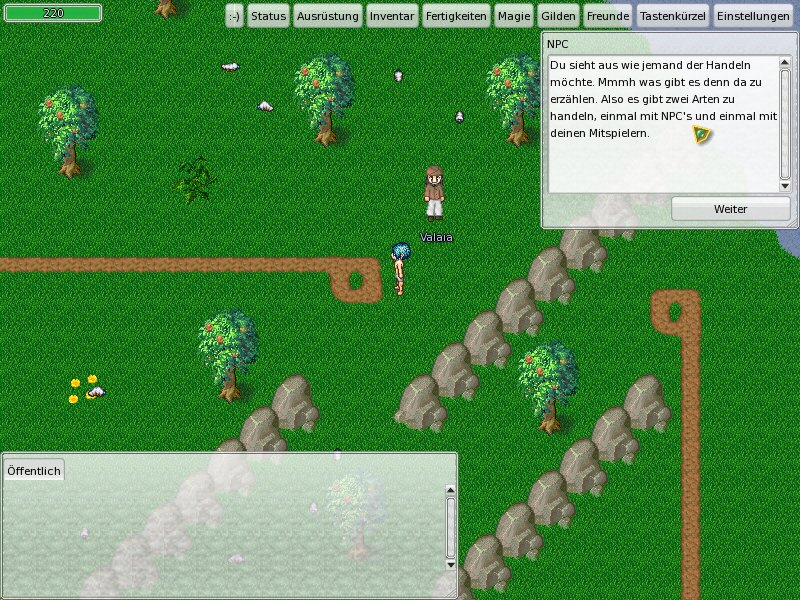 220
:-)
Status
Ausrüstung
Inventar
Fertigkeiten
Magie
Gilden
Freunde
Tastenkürzel
Einstellungen
NPC
Du sieht aus wie jemand der Handeln
möchte. Mmmh was gibt es denn da zu
erzählen. Also es gibt zwei Arten zu
handeln, einmal mit NPC's und einmal mit
deinen Mitspielern.
Weiter
Valaia
Öffentlich